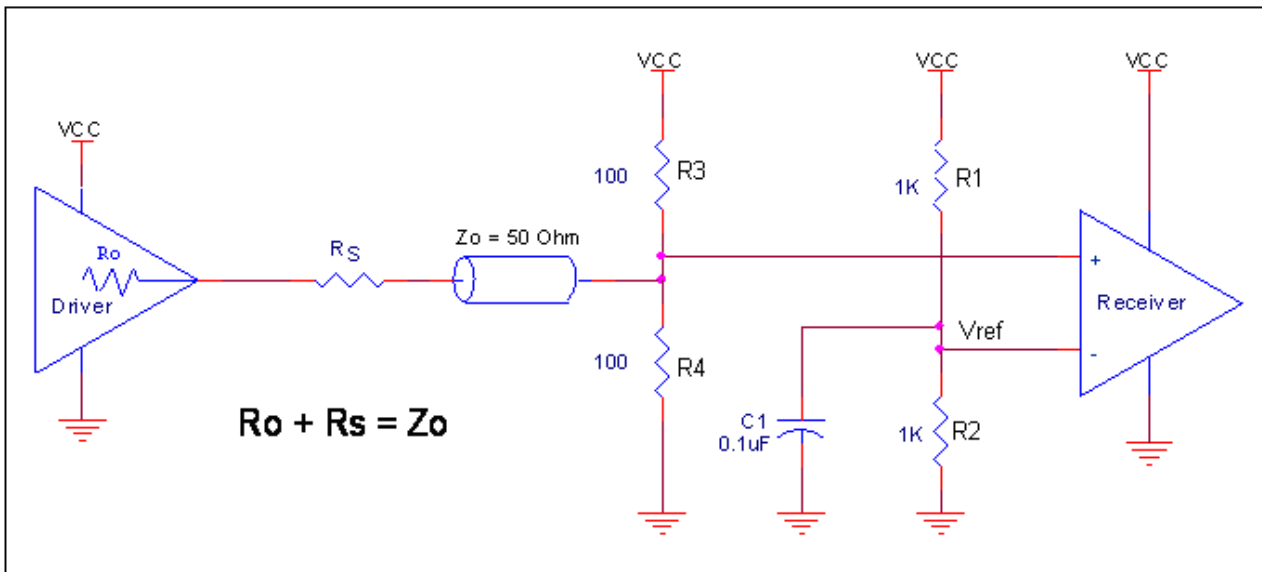 VCC
VCC
VCC
VCC
100
R3
1K
R1
Ro
Driver
RS
Zo = 50 Ohm
+
Receiver
Vref
-
100
R4
Ro + Rs = Zo
C1
0.1uF
1K
R2